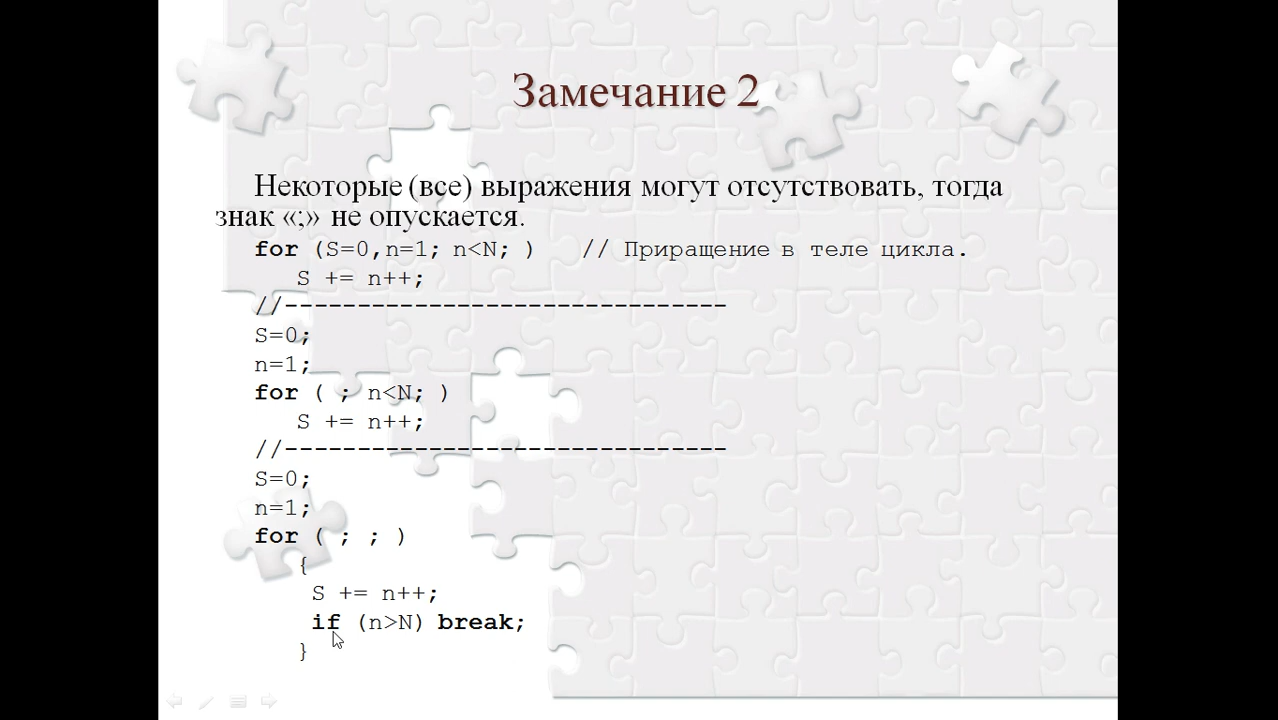 Замечание 2
Некоторые (все) выражения могут отсутствовать, тогда
знак «;» не опускается.
for (S=0,n=1; n<N; ) // Приращение в теле цикла.
S += n++;
//-------------------------------
S=0;
n=1;
for ( ; n<N; )
S += n++;
//-------------------------------
S=0;
n=1;
for ( ; ; )
{
S += n++;
if (n>N) break;
}